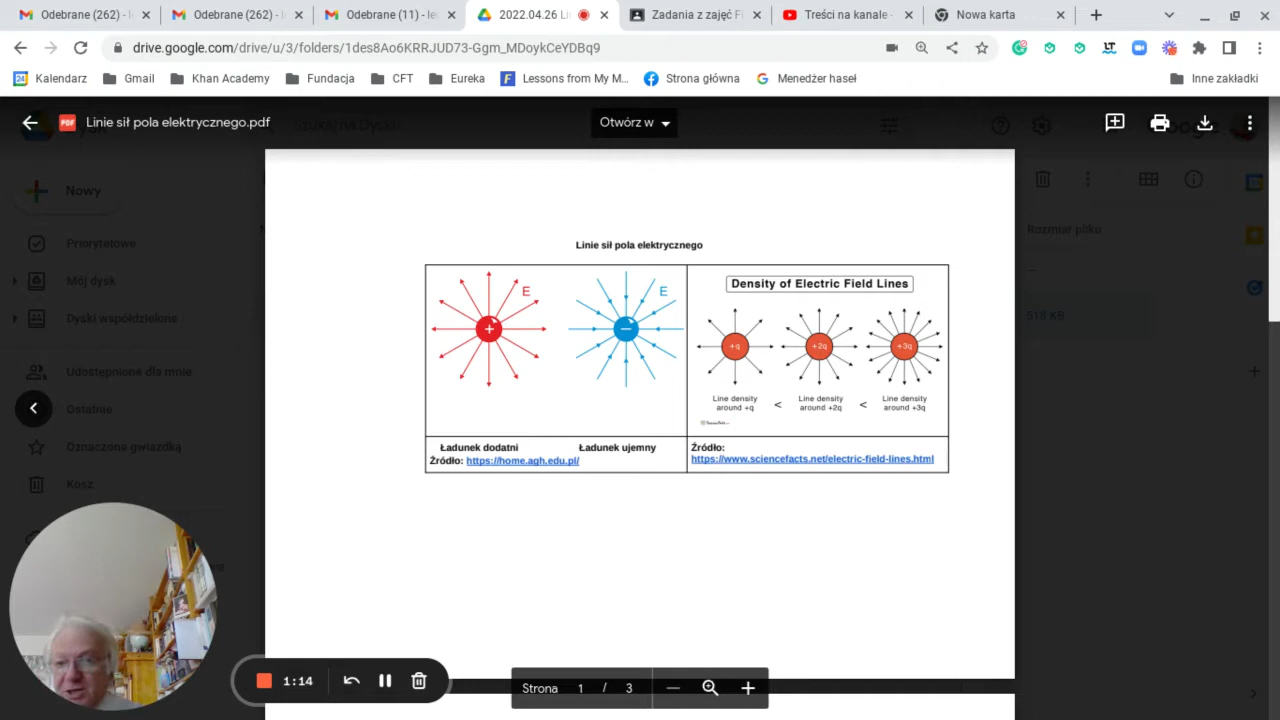 Odebrane (262) - l
Odebrane (262) - l
Odebrane (11) - lec
2022.04.26 Li
Zadania z zajęć F
Treści na kanale -
Nowa karta
drive.google.com/drive/u/3/folders/1des8Ao6KRRJUD73-Ggm_MDoykCeYDBq9
Kalendarz
Gmail
Khan Academy
Fundacja
CFT
Eureka
Lessons from My M...
Strona główna
Menedżer haseł
Inne zakładki
PDF
Linie sił pola elektrycznego.pdf
Otwórz w
Nowy
Priorytetowe
Mój dysk
Dyski współdzielone
Udostępnione dla mnie
Ostatnie
Oznaczone gwiazdką
Kosz
Rozmiar pliku
518 KB
Linie sił pola elektrycznego
E
E
+
−
Density of Electric Field Lines
+q
+2q
+3q
Line density
around +q
<
Line density
around +2q
<
Line density
around +3q
Ładunek dodatni
Ładunek ujemny
Źródło: https://home.agh.edu.pl/
Źródło:
https://www.sciencefacts.net/electric-field-lines.html
1:14
Strona 1 / 3